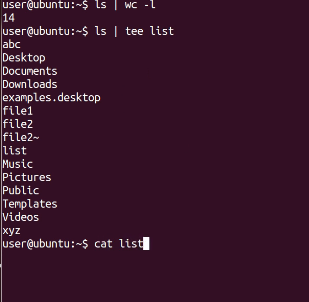 user@ubuntu:~$ ls | wc -l
14
user@ubuntu:~$ ls | tee list
abc
Desktop
Documents
Downloads
examples.desktop
file1
file2
file2~
list
Music
Pictures
Public
Templates
Videos
xyz
user@ubuntu:~$ cat list